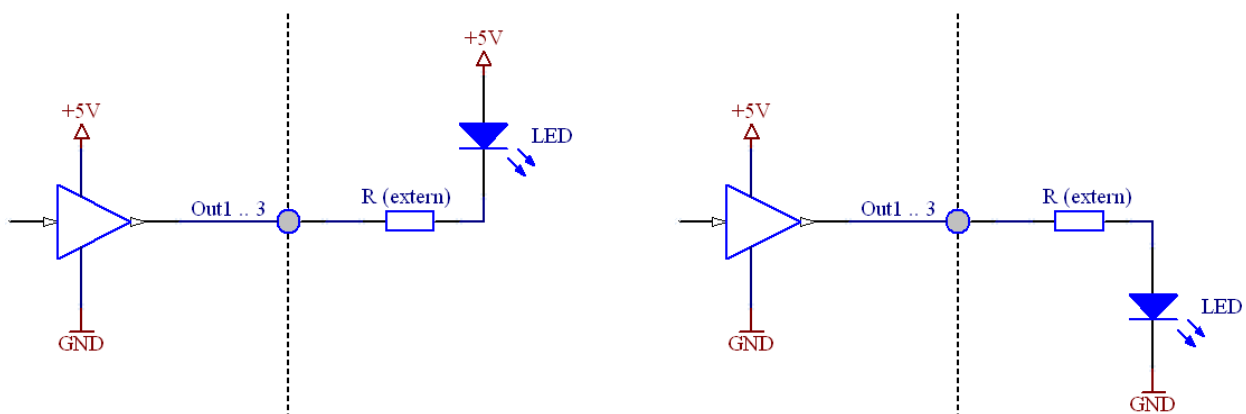 +5V
+5V
LED
Out1 .. 3
R (extern)
GND
+5V
Out1 .. 3
R (extern)
LED
GND
GND